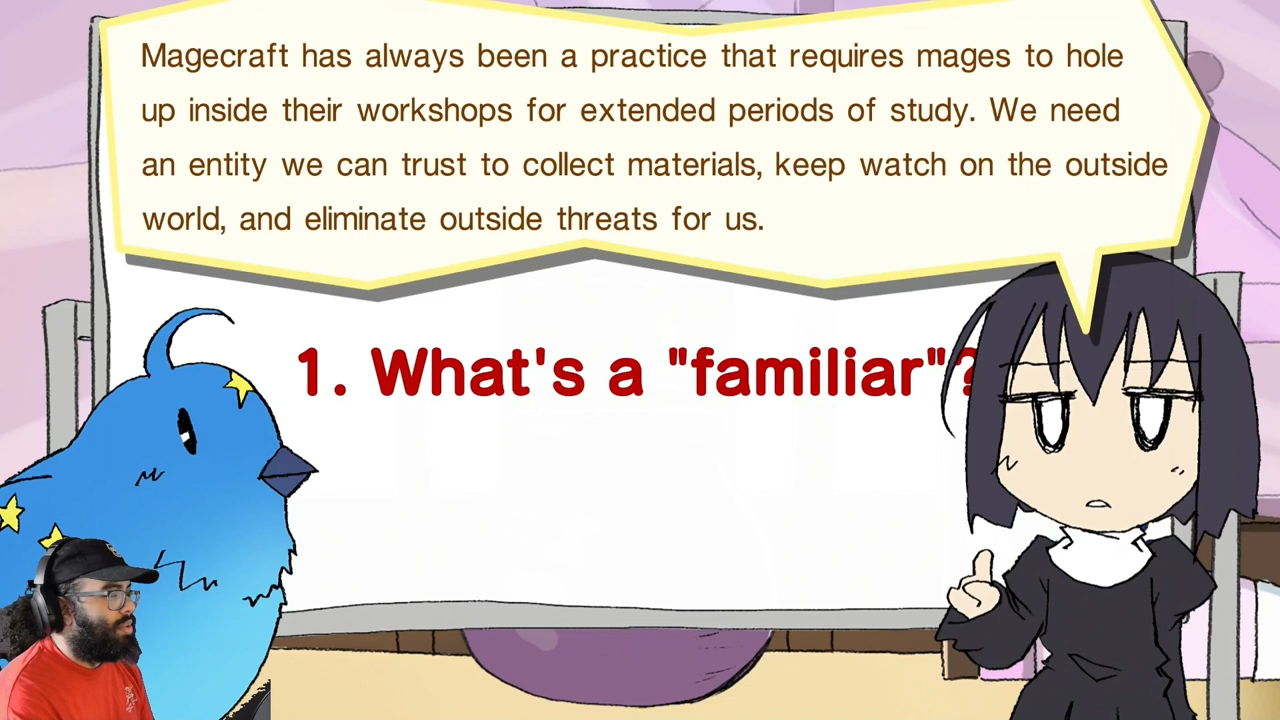 Magecraft has always been a practice that requires mages to hole
up inside their workshops for extended periods of study. We need
an entity we can trust to collect materials, keep watch on the outside
world, and eliminate outside threats for us.
1. What's a "familiar"?